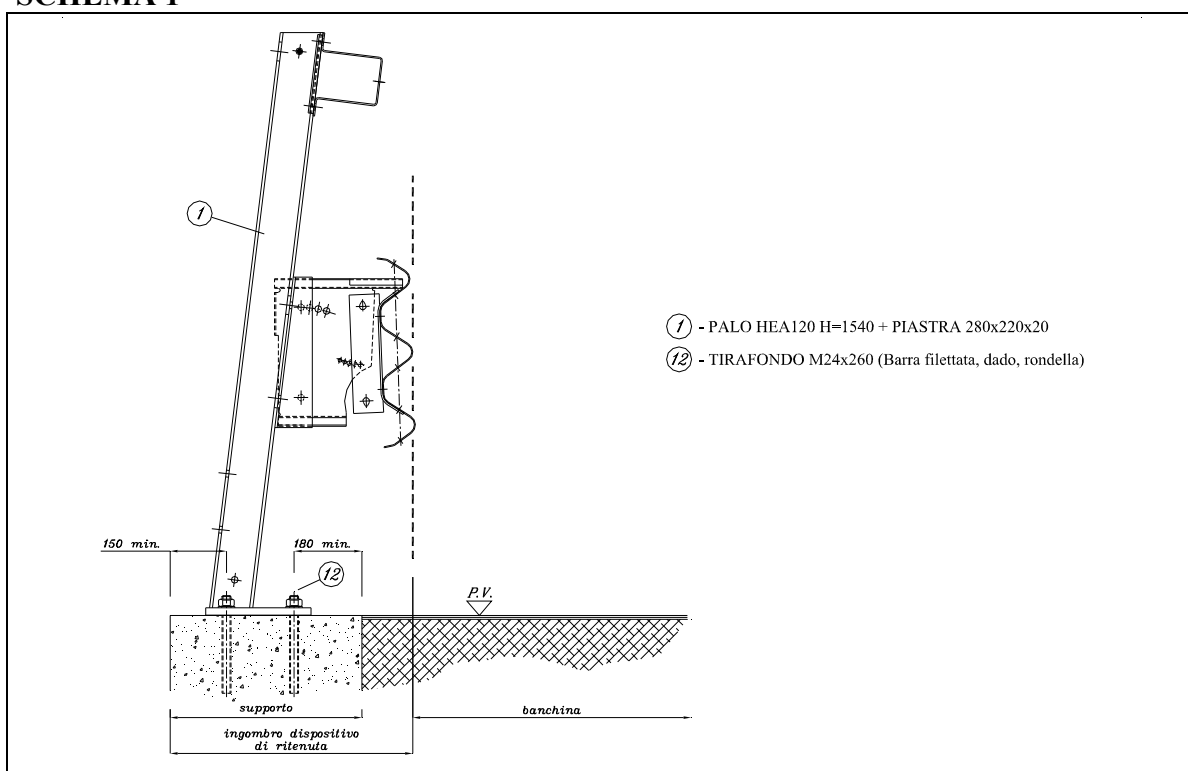 SCHEMA 1
1
1 - PALO HEA120 H=1540 + PIASTRA 280x220x20
12 - TIRAFONDO M24x260 (Barra filettata, dado, rondella)
150 min.
180 min.
12
P.V.
supporto
banchina
ingombro dispositivo
di ritenuta